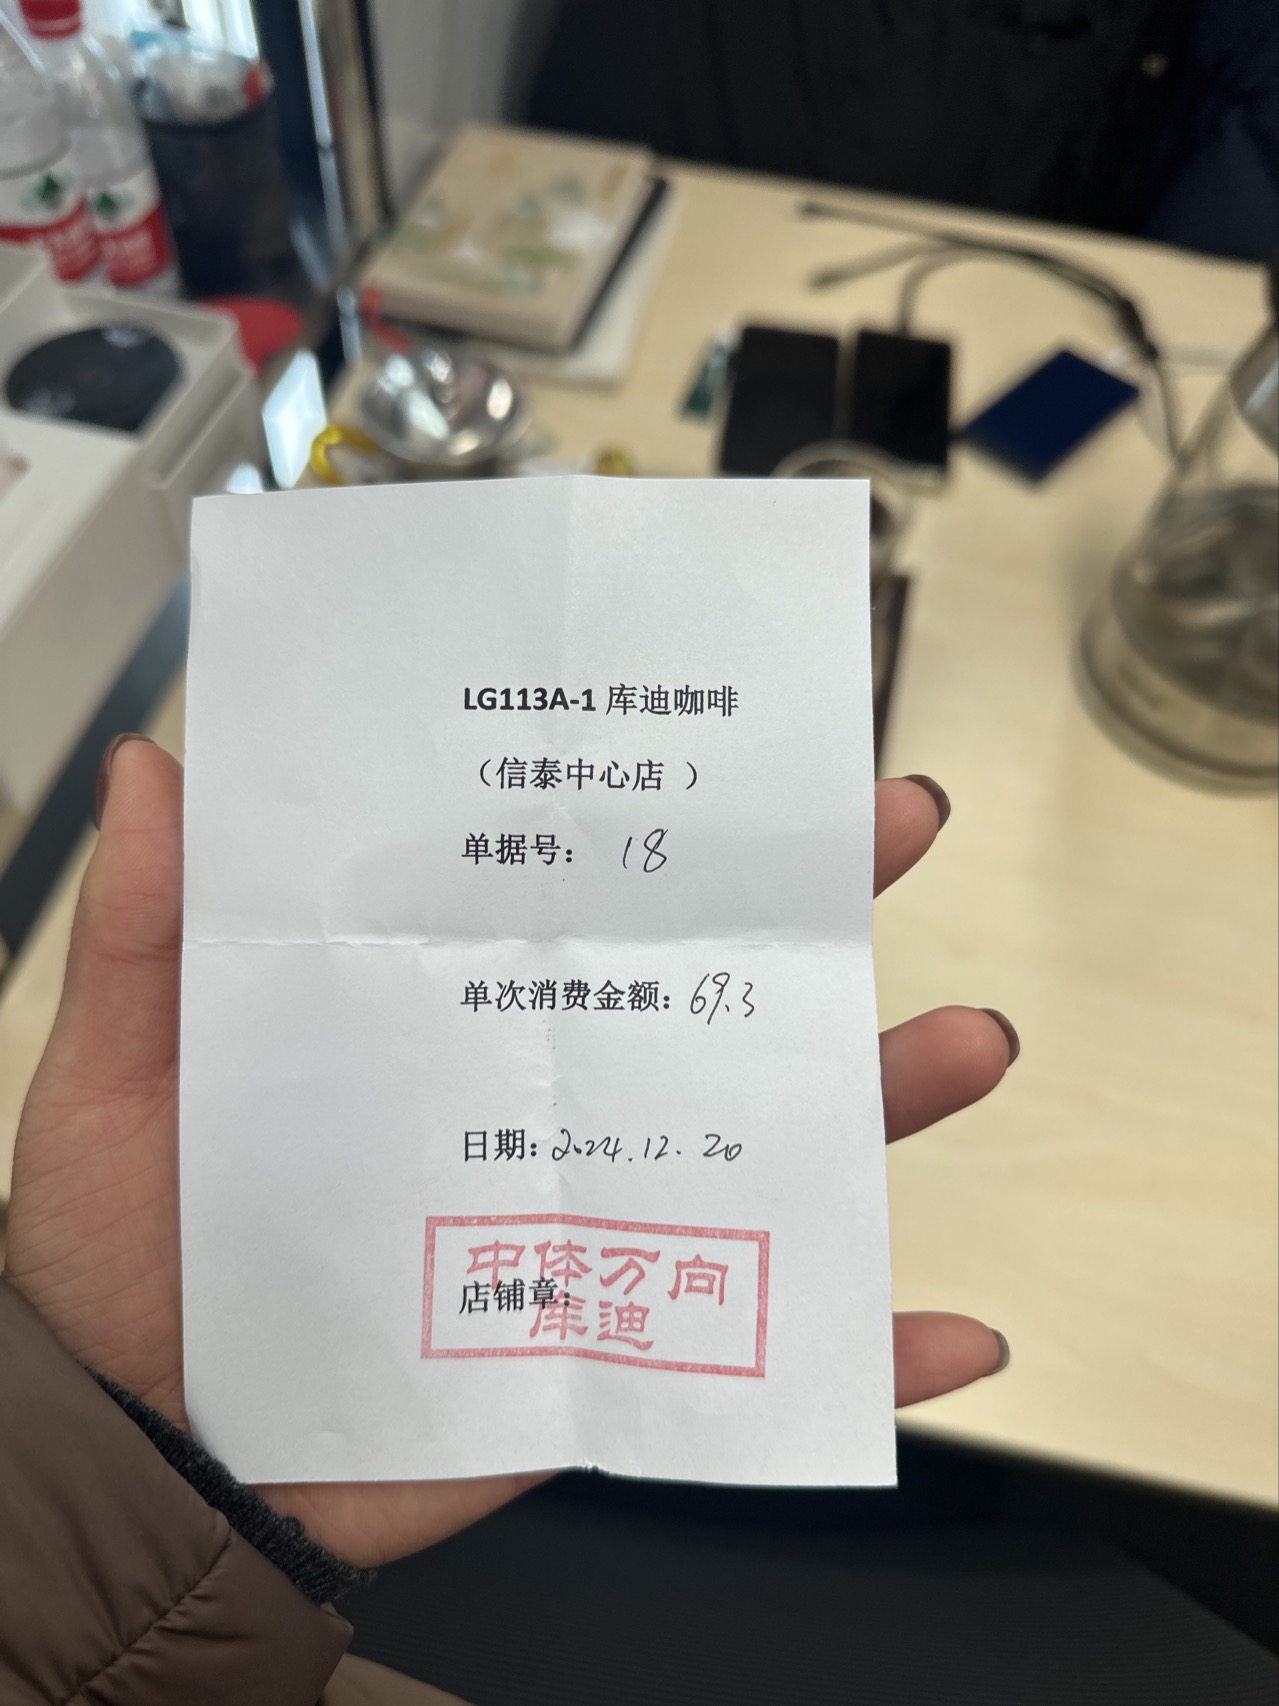 LG113A-1 库迪咖啡
（信泰中心店 ）
单据号： 18
单次消费金额：69.3
日期：2024.12.20
店铺章：
中体万向
库迪